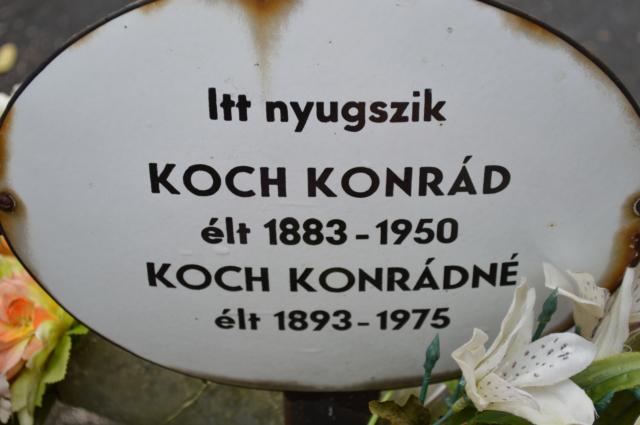 Itt nyugszik
KOCH KONRÁD
élt 1883-1950
KOCH KONRÁDNÉ
élt 1893-1975